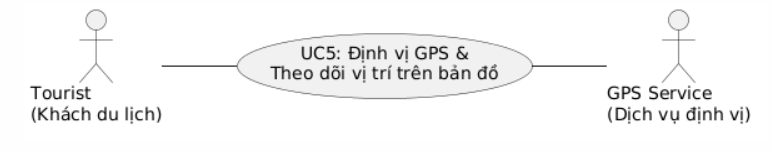 UC5: Định vị GPS &
Theo dõi vị trí trên bản đồ
Tourist
(Khách du lịch)
GPS Service
(Dịch vụ định vị)